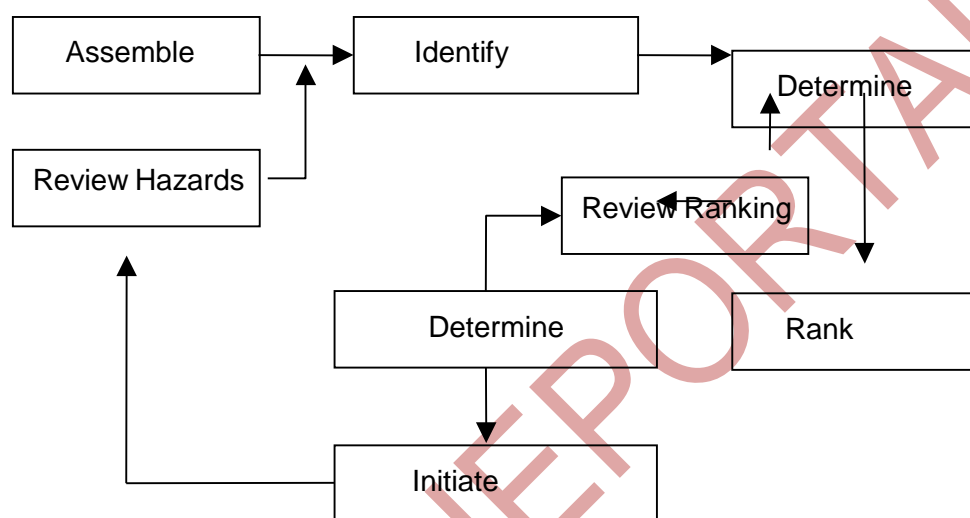 Assemble
Identify
Determine
Review Hazards
Review Ranking
Determine
Rank
Initiate